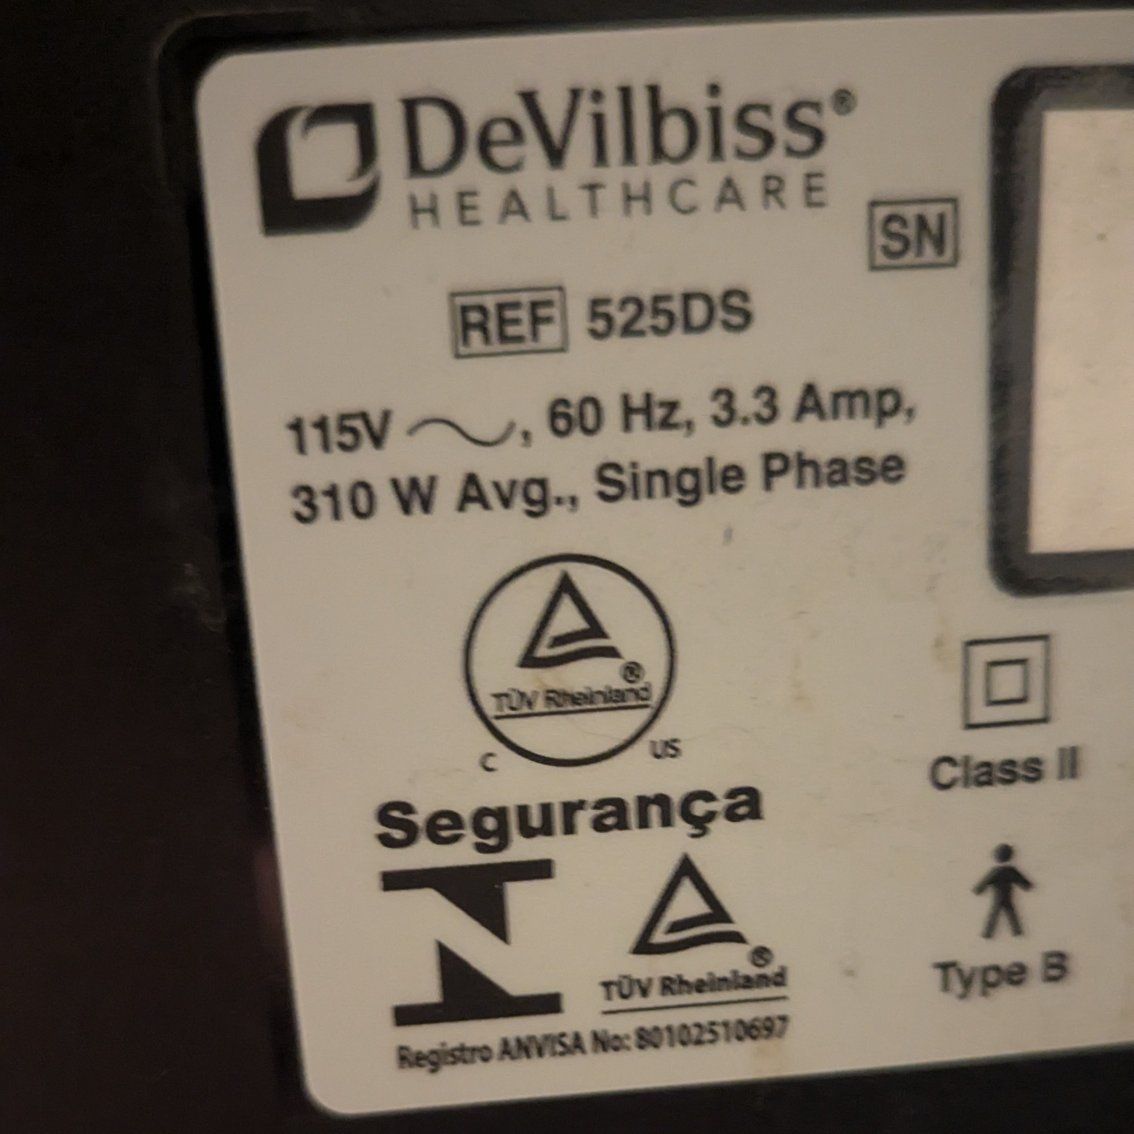 DeVilbiss®
HEALTHCARE
SN
REF 525DS
115V ~, 60 Hz, 3.3 Amp,
310 W Avg., Single Phase
®
TÜV Rheinland
C US
Class II
Segurança
N
®
TÜV Rheinland
Type B
Registro ANVISA No: 80102510697